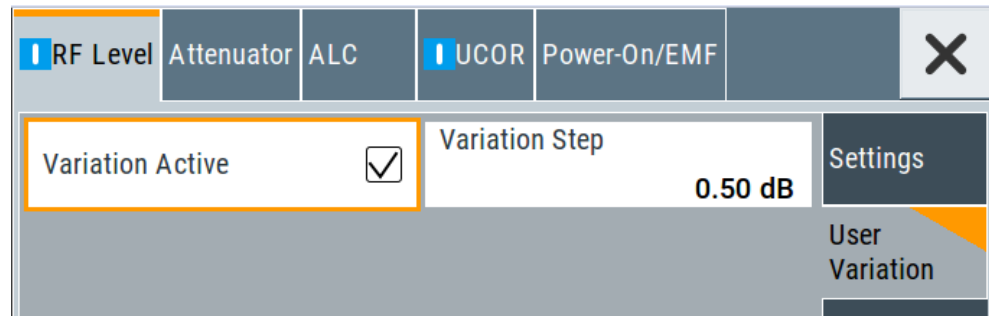 RF Level Attenuator ALC UCOR Power-On/EMF
Variation Active
Variation Step
0.50 dB
Settings
User
Variation